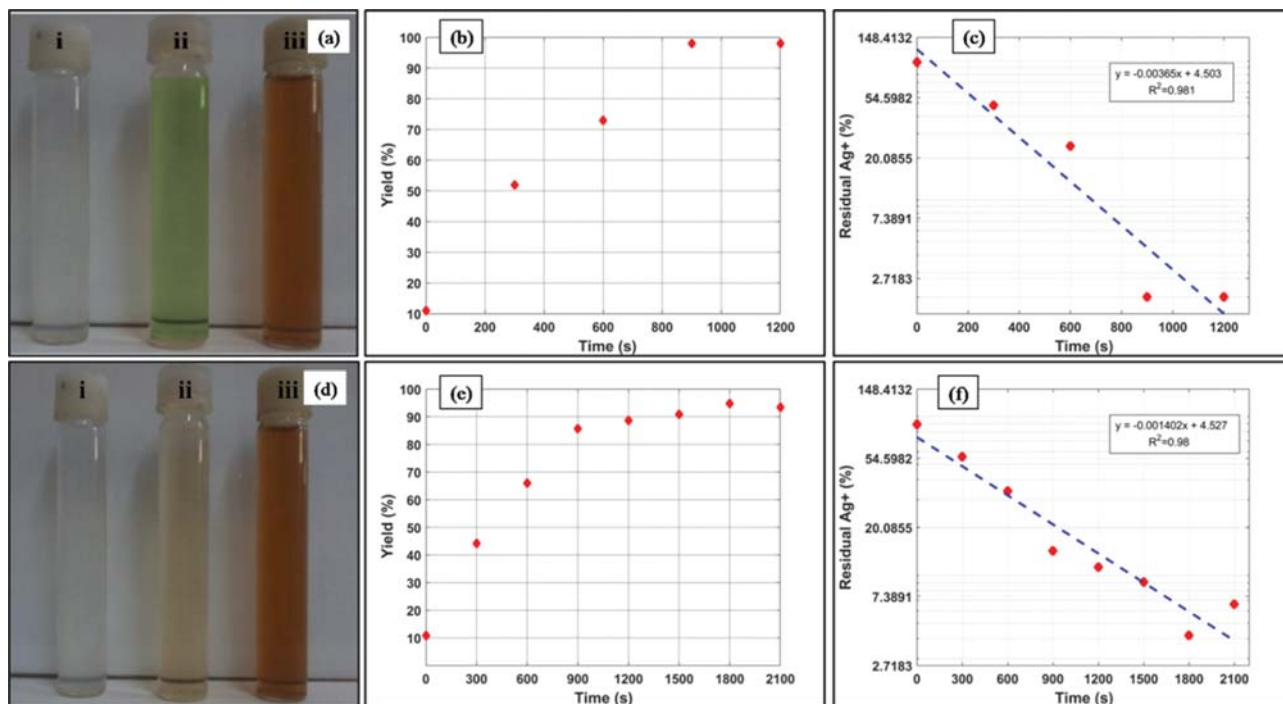 i
ii
iii
(a)
(b)
100
90
80
70
60
50
40
30
20
10
0
200
400
600
800
1000
1200
Yield (%)
Time (s)
(c)
148.4132
54.5982
20.0855
7.3891
2.7183
0
200
400
600
800
1000
1200
Residual Ag+ (%)
Time (s)
y = -0.00365x + 4.503
R²=0.981
i
ii
iii
(d)
(e)
100
90
80
70
60
50
40
30
20
10
0
300
600
900
1200
1500
1800
2100
Yield (%)
Time (s)
(f)
148.4132
54.5982
20.0855
7.3891
2.7183
0
300
600
900
1200
1500
1800
2100
Residual Ag+ (%)
Time (s)
y = -0.001402x + 4.527
R²=0.98